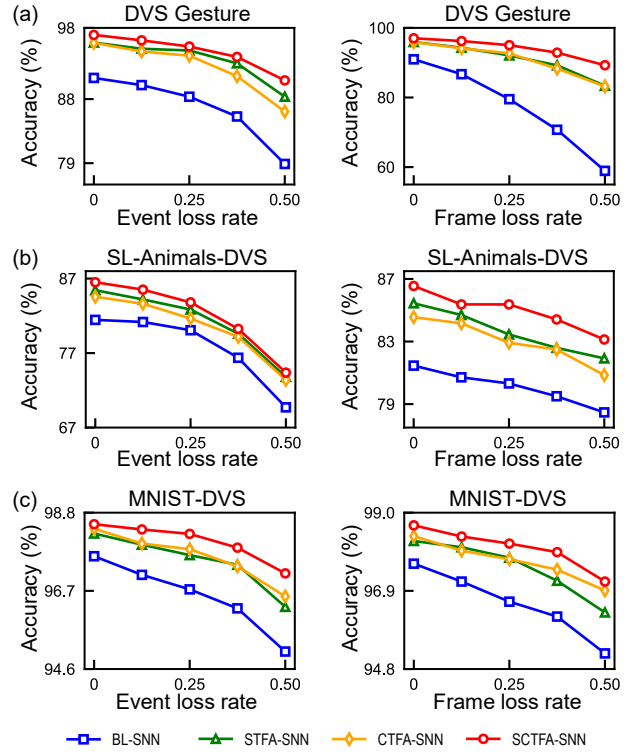 (a)
DVS Gesture
98
88
79
0
0.25
0.50
Accuracy (%)
Event loss rate
DVS Gesture
100
80
60
0
0.25
0.50
Accuracy (%)
Frame loss rate
(b)
SL-Animals-DVS
87
77
67
0
0.25
0.50
Accuracy (%)
Event loss rate
SL-Animals-DVS
87
83
79
0
0.25
0.50
Accuracy (%)
Frame loss rate
(c)
MNIST-DVS
98.8
96.7
94.6
0
0.25
0.50
Accuracy (%)
Event loss rate
MNIST-DVS
99.0
96.9
94.8
0
0.25
0.50
Accuracy (%)
Frame loss rate
BL-SNN
STFA-SNN
CTFA-SNN
SCTFA-SNN